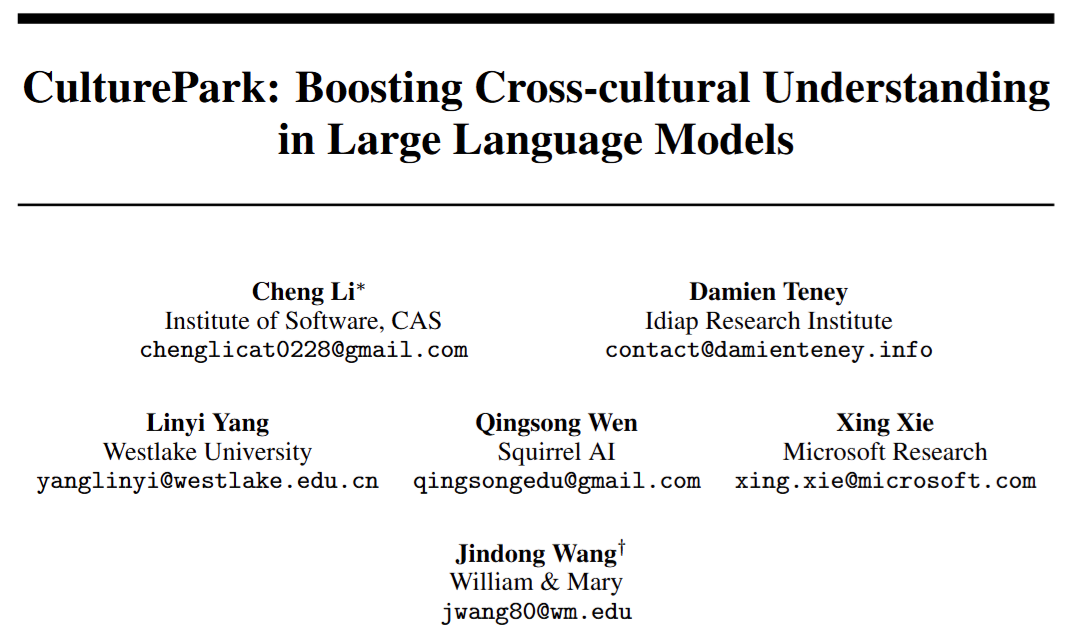 CulturePark: Boosting Cross-cultural Understanding
in Large Language Models
Cheng Li*
Institute of Software, CAS
chenglicat0228@gmail.com
Damien Teney
Idiap Research Institute
contact@damienteney.info
Linyi Yang
Westlake University
yanglinyi@westlake.edu.cn
Qingsong Wen
Squirrel AI
qingsongedu@gmail.com
Xing Xie
Microsoft Research
xing.xie@microsoft.com
Jindong Wang†
William & Mary
jwang80@wm.edu